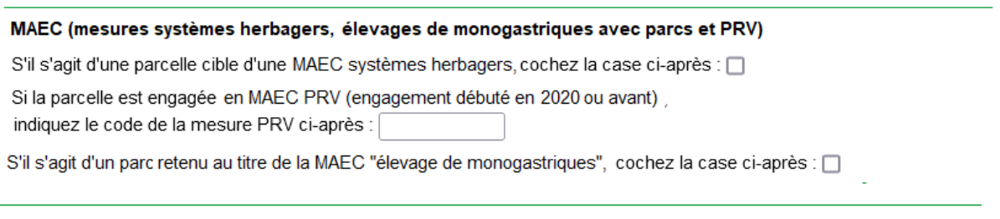 MAEC (mesures systèmes herbagers, élevages de monogastriques avec parcs et PRV)
S'il s'agit d'une parcelle cible d'une MAEC systèmes herbagers, cochez la case ci-après :
Si la parcelle est engagée en MAEC PRV (engagement débuté en 2020 ou avant) ,
indiquez le code de la mesure PRV ci-après :
S'il s'agit d'un parc retenu au titre de la MAEC "élevage de monogastriques", cochez la case ci-après :